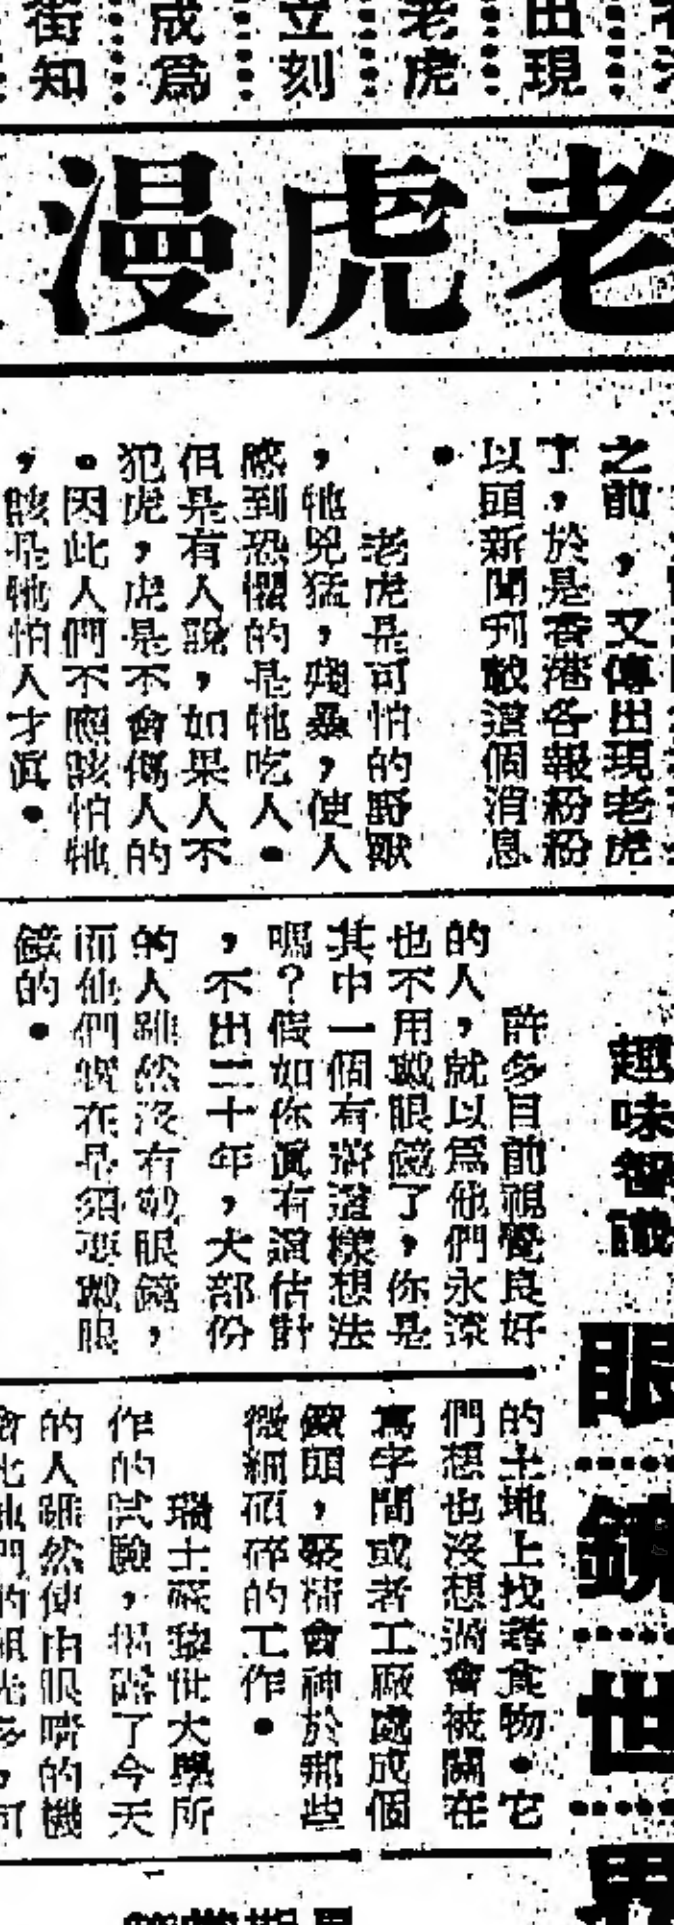 出現
老虎
立刻
成爲
街知
老虎漫
之前，又傳出現老虎
了，於是香港各報紛紛
以頭新聞刊載這個消息
。
老虎是可怕的野獸
，牠兇猛，殘暴，使人
感到恐懼的是牠吃人。
但是有人說，如果人不
犯虎，虎是不會傷人的
。因此人們不應該怕牠
，該是牠怕人才眞。
趣味智識
眼鏡世界
許多目前視覺良好
的人，就以爲他們永遠
也不用戴眼鏡了，你是
其中一個有著這樣想法
嗎？假如你眞有這估計
，不出二十年，大部份
的人雖然沒有的眼鏡，
而他們現在是須要戴眼
鏡的。
的土地上找尋食物。它
們想也沒想過會被關在
寫字間或者工廠處成個
鐘頭，聚精會神於那些
微細瑣碎的工作。
瑞士蘇黎世大學所
作的試驗，揭露了今天
的人雖然使由眼睛的機